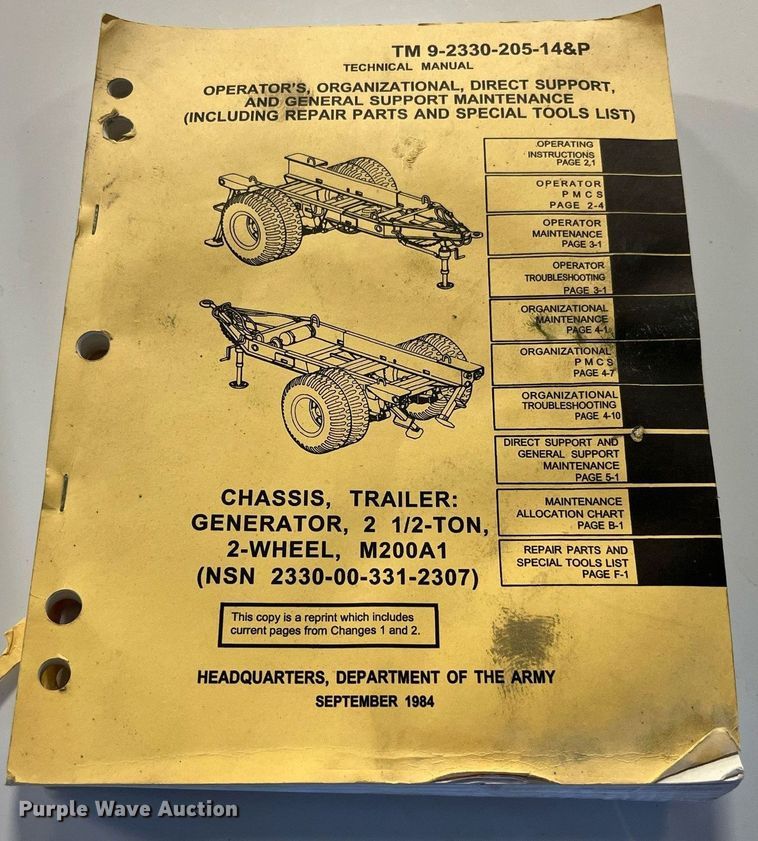 TM 9-2330-205-14&P
TECHNICAL MANUAL
OPERATOR'S, ORGANIZATIONAL, DIRECT SUPPORT,
AND GENERAL SUPPORT MAINTENANCE
(INCLUDING REPAIR PARTS AND SPECIAL TOOLS LIST)
OPERATING
INSTRUCTIONS
PAGE 2,1
OPERATOR
P M C S
PAGE 2-4
OPERATOR
MAINTENANCE
PAGE 3-1
OPERATOR
TROUBLESHOOTING
PAGE 3-1
ORGANIZATIONAL
MAINTENANCE
PAGE 4-1
ORGANIZATIONAL
P M C S
PAGE 4-7
ORGANIZATIONAL
TROUBLESHOOTING
PAGE 4-10
DIRECT SUPPORT AND
GENERAL SUPPORT
MAINTENANCE
PAGE 5-1
MAINTENANCE
ALLOCATION CHART
PAGE B-1
REPAIR PARTS AND
SPECIAL TOOLS LIST
PAGE F-1
CHASSIS, TRAILER:
GENERATOR, 2 1/2-TON,
2-WHEEL, M200A1
(NSN 2330-00-331-2307)
This copy is a reprint which includes
current pages from Changes 1 and 2.
HEADQUARTERS, DEPARTMENT OF THE ARMY
SEPTEMBER 1984
Purple Wave Auction